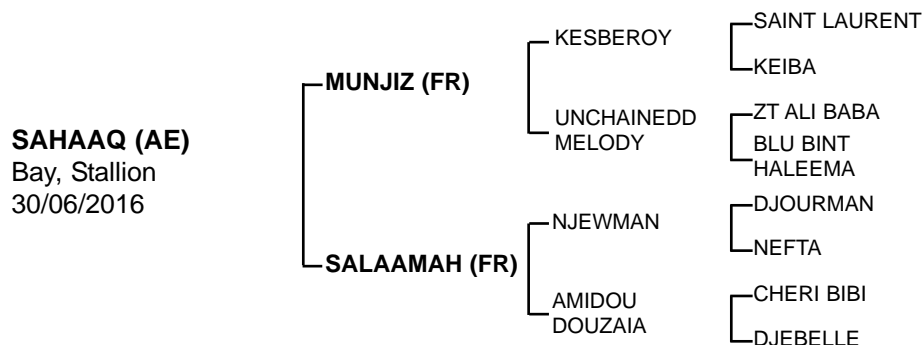 SAHAAQ (AE)
Bay, Stallion
30/06/2016
MUNJIZ (FR)
SALAAMAH (FR)
KESBEROY
UNCHAINEDD
MELODY
NJEWMAN
AMIDOU
DOUZAIA
SAINT LAURENT
KEIBA
ZT ALI BABA
BLU BINT
HALEEMA
DJOURMAN
NEFTA
CHERI BIBI
DJEBELLE